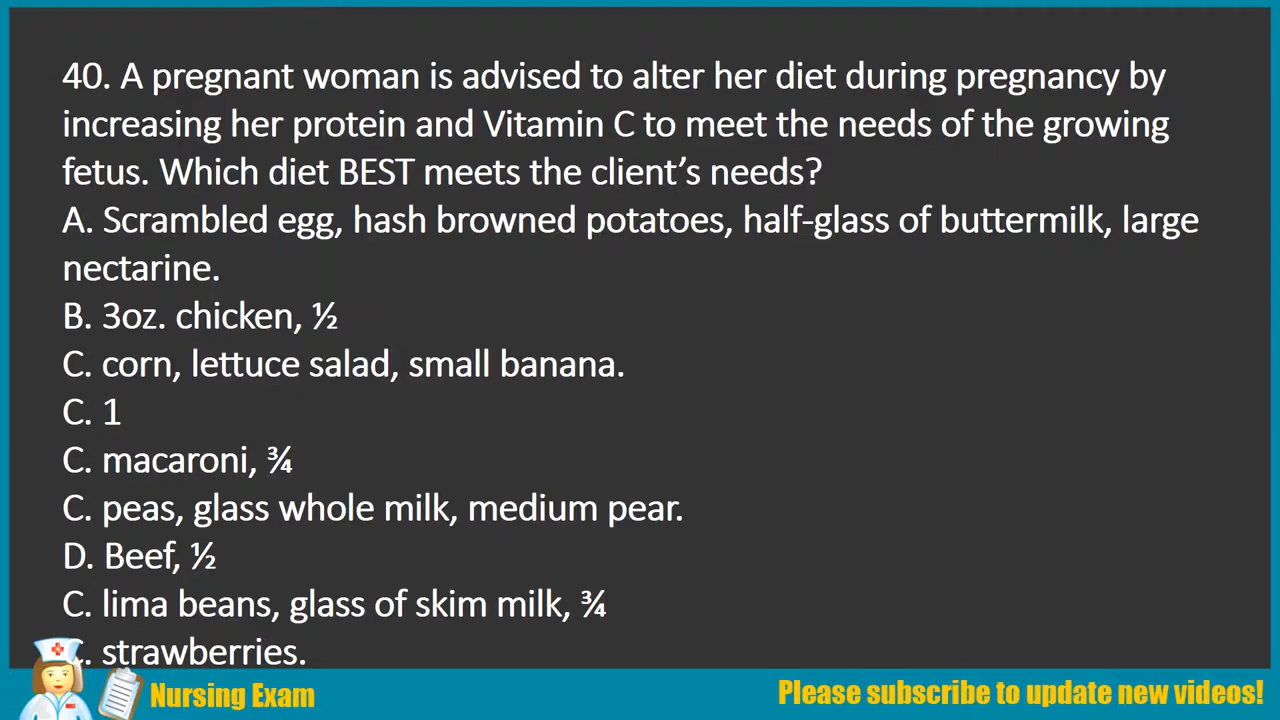 40. A pregnant woman is advised to alter her diet during pregnancy by
increasing her protein and Vitamin C to meet the needs of the growing
fetus. Which diet BEST meets the client’s needs?
A. Scrambled egg, hash browned potatoes, half-glass of buttermilk, large
nectarine.
B. 3oz. chicken, ½
C. corn, lettuce salad, small banana.
C. 1
C. macaroni, ¾
C. peas, glass whole milk, medium pear.
D. Beef, ½
C. lima beans, glass of skim milk, ¾
C. strawberries.
Nursing Exam
Please subscribe to update new videos!